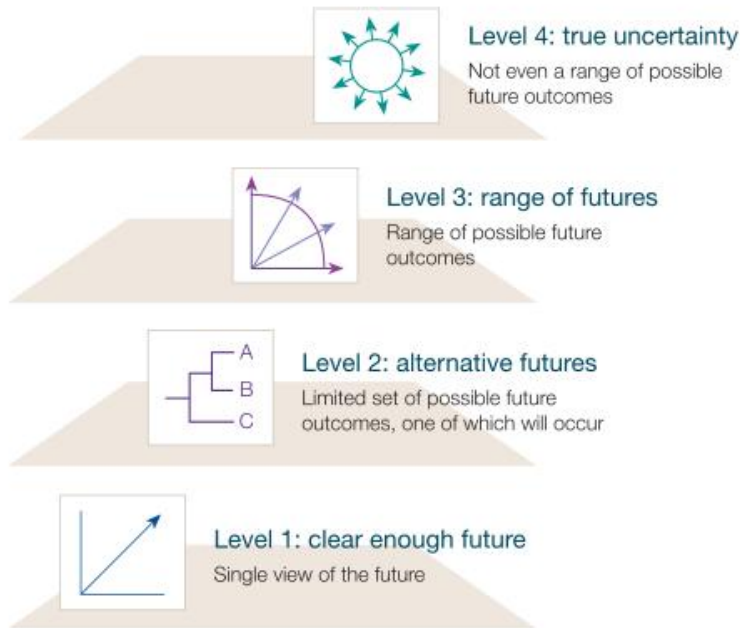 Level 4: true uncertainty
Not even a range of possible
future outcomes
Level 3: range of futures
Range of possible future
outcomes
A
B
C
Level 2: alternative futures
Limited set of possible future
outcomes, one of which will occur
Level 1: clear enough future
Single view of the future